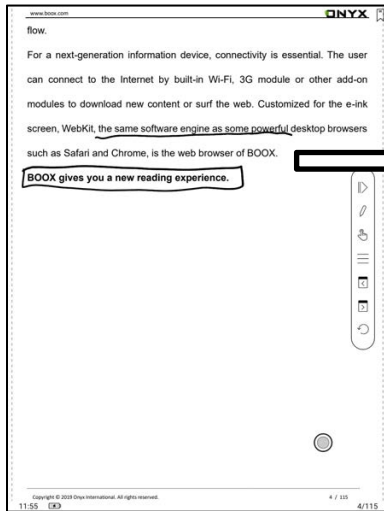 www.boox.com
ONYX
flow.
For a next-generation information device, connectivity is essential. The user
can connect to the Internet by built-in Wi-Fi, 3G module or other add-on
modules to download new content or surf the web. Customized for the e-ink
screen, WebKit, the same software engine as some powerful desktop browsers
such as Safari and Chrome, is the web browser of BOOX.
BOOX gives you a new reading experience.
Copyright © 2019 Onyx International. All rights reserved.
4 / 115
11:55
4/115